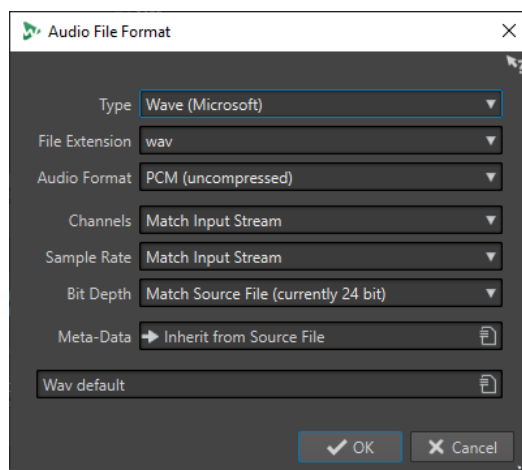 Audio File Format
Type Wave (Microsoft)
File Extension wav
Audio Format PCM (uncompressed)
Channels Match Input Stream
Sample Rate Match Input Stream
Bit Depth Match Source File (currently 24 bit)
Meta-Data Inherit from Source File
Wav default
OK Cancel